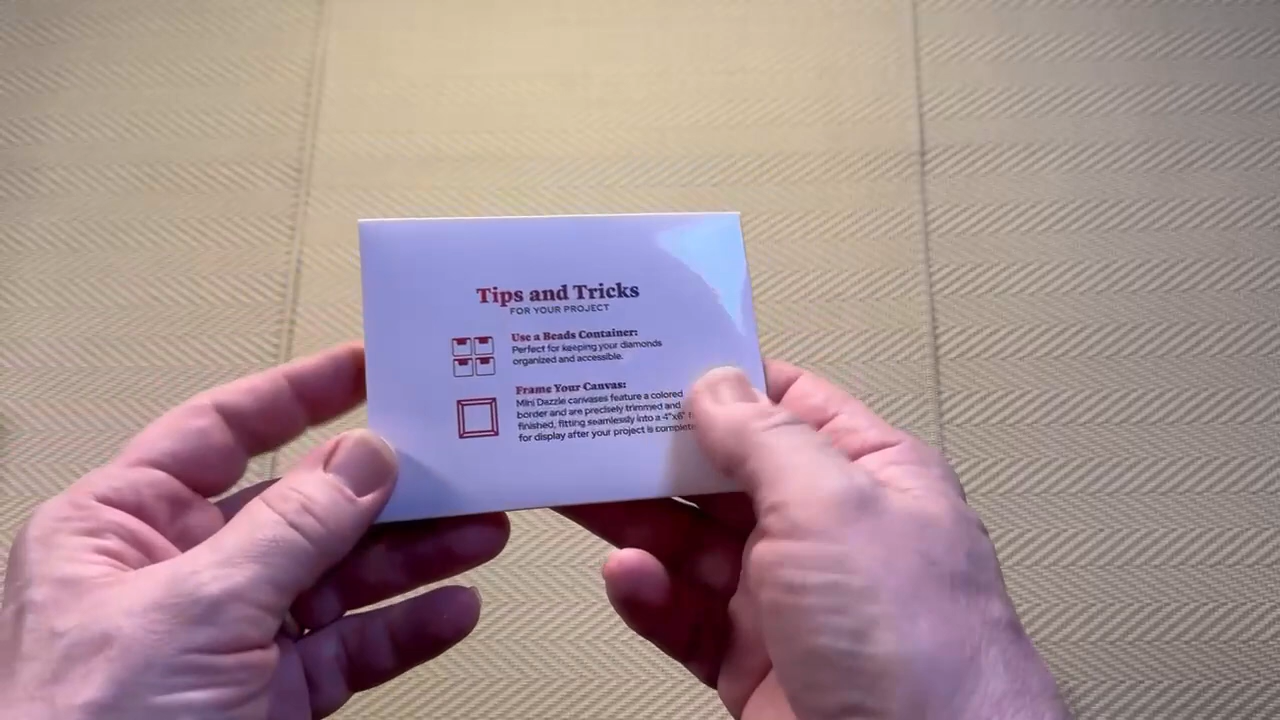 Tips and Tricks
FOR YOUR PROJECT
Use a Beads Container:
Perfect for keeping your diamonds
organized and accessible.
Frame Your Canvas:
Mini Dazzle canvases feature a colored
border and are precisely trimmed and
finished, fitting seamlessly into a 4"x6"
for display after your project is